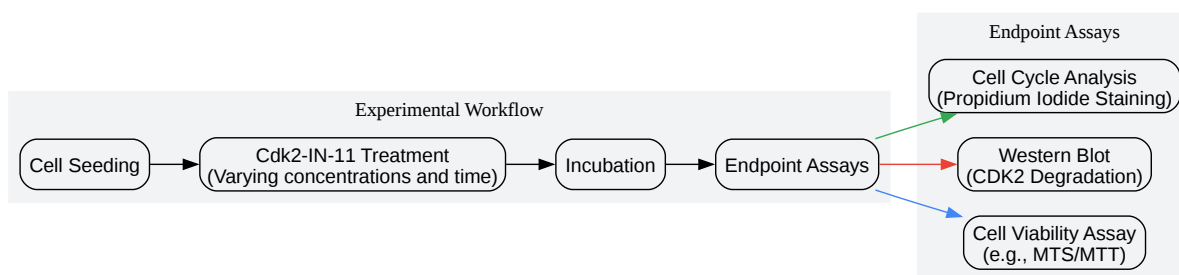 Experimental Workflow
Cell Seeding
Cdk2-IN-11 Treatment
(Varying concentrations and time)
Incubation
Endpoint Assays
Endpoint Assays
Cell Cycle Analysis
(Propidium Iodide Staining)
Western Blot
(CDK2 Degradation)
Cell Viability Assay
(e.g., MTS/MTT)